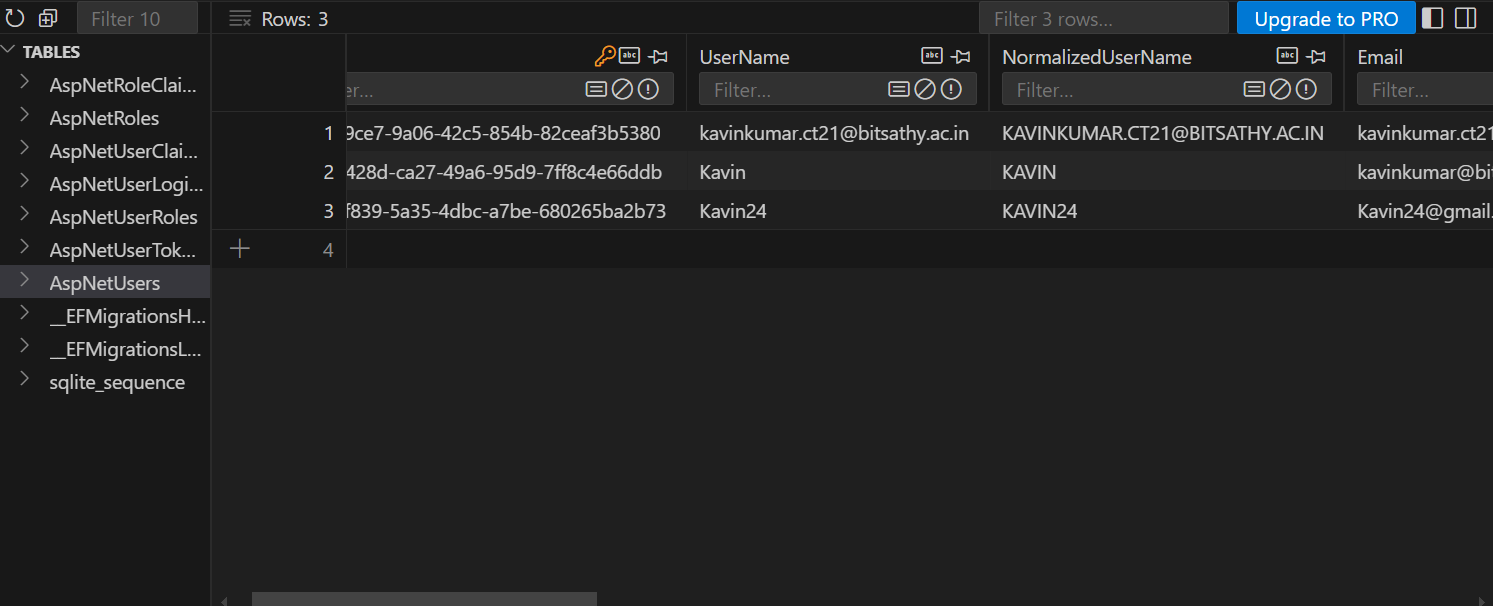 Filter 10
Rows: 3
Filter 3 rows...
Upgrade to PRO
TABLES
AspNetRoleClai...
AspNetRoles
AspNetUserClai...
AspNetUserLogi...
AspNetUserRoles
AspNetUserTok...
AspNetUsers
__EFMigrationsH...
__EFMigrationsL...
sqlite_sequence
abc UserName abc NormalizedUserName abc Email
er... Filter... Filter... Filter...
1 9ce7-9a06-42c5-854b-82ceaf3b5380 kavinkumar.ct21@bitsathy.ac.in KAVINKUMAR.CT21@BITSATHY.AC.IN kavinkumar.ct21
2 428d-ca27-49a6-95d9-7ff8c4e66ddb Kavin KAVIN kavinkumar@bit
3 f839-5a35-4dbc-a7be-680265ba2b73 Kavin24 KAVIN24 Kavin24@gmail.
4